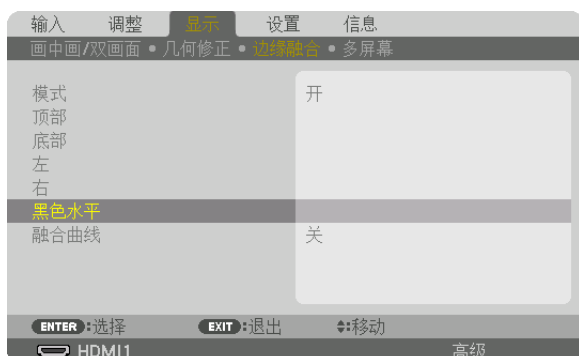 输入 调整 显示 设置 信息
画中画/双画面 • 几何修正 • 边缘融合 • 多屏幕
模式 开
顶部
底部
左
右
黑色水平
融合曲线 关
ENTER:选择 EXIT:退出 :移动
HDMI1 高级